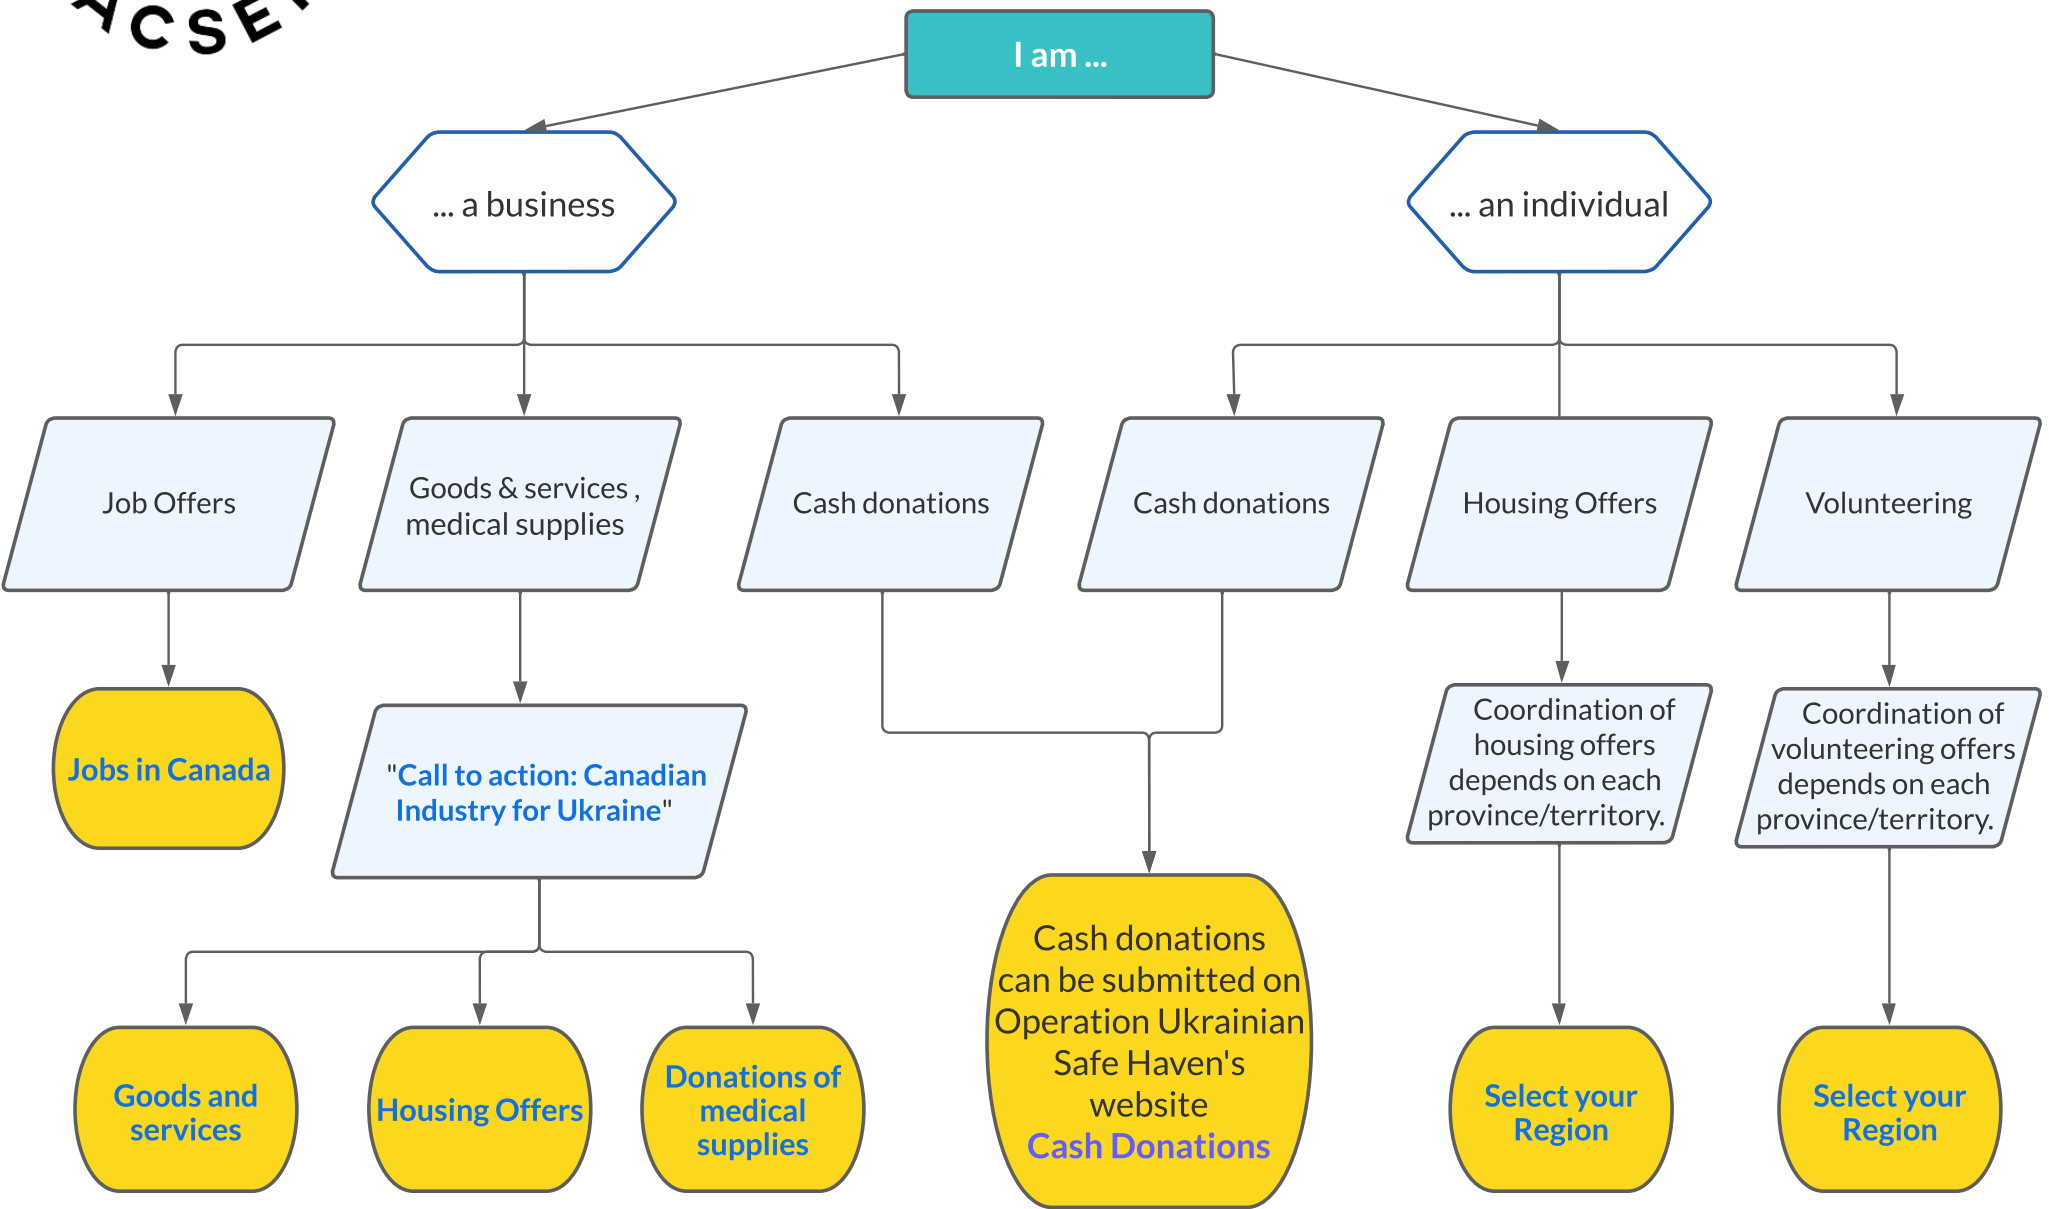 I am ...
... a business
... an individual
Job Offers
Goods & services ,
medical supplies
Cash donations
Cash donations
Housing Offers
Volunteering
Jobs in Canada
"Call to action: Canadian
Industry for Ukraine"
Coordination of
housing offers
depends on each
province/territory.
Coordination of
volunteering offers
depends on each
province/territory.
Goods and
services
Housing Offers
Donations of
medical
supplies
Cash donations
can be submitted on
Operation Ukrainian
Safe Haven's
website
Cash Donations
Select your
Region
Select your
Region